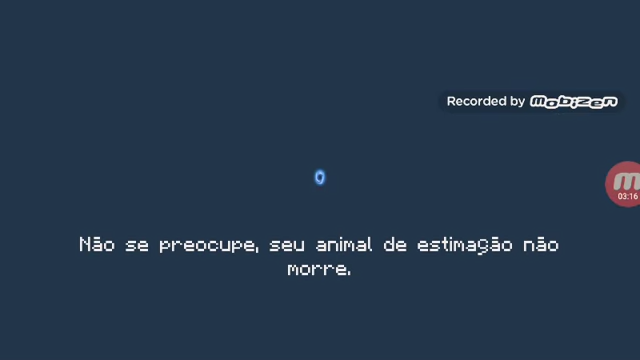 Recorded by mobizen
03:16
Não se preocupe, seu animal de estimação não
morre.